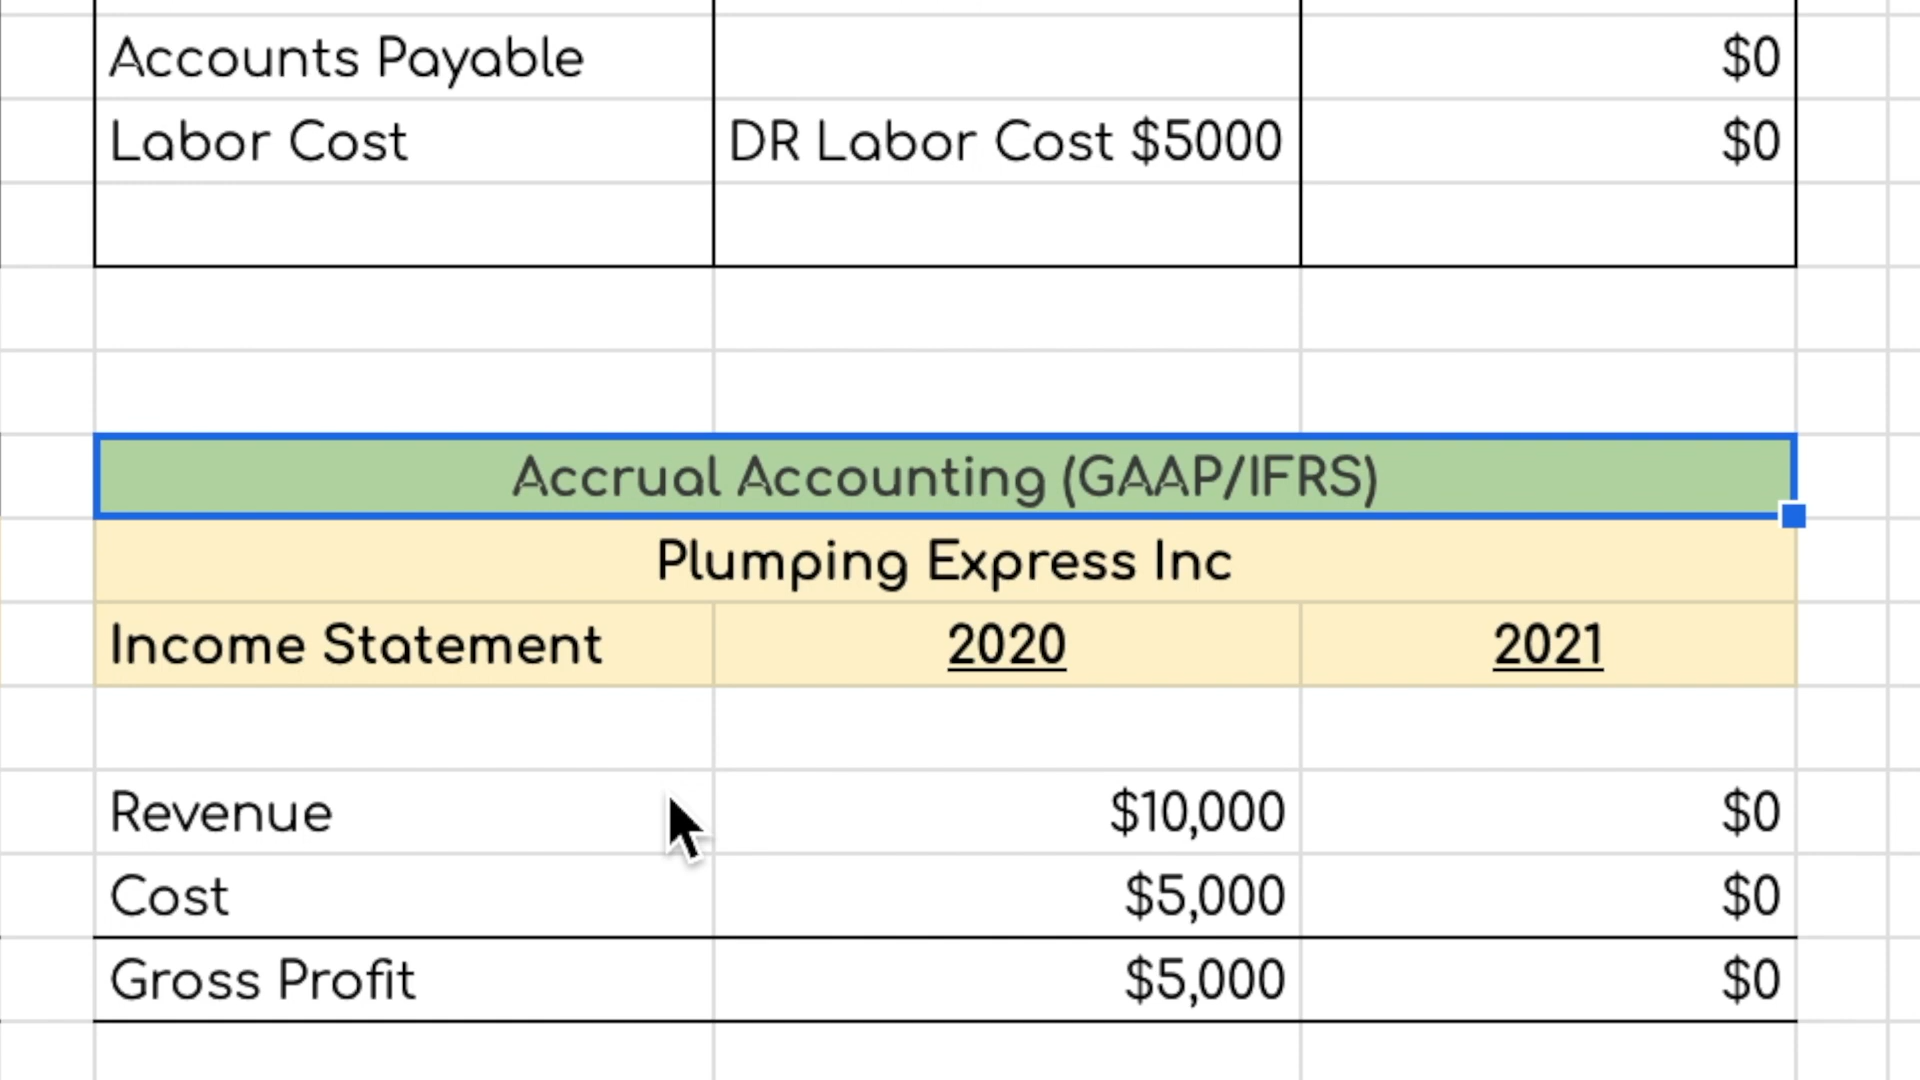 Accounts Payable $0
Labor Cost DR Labor Cost $5000 $0
Accrual Accounting (GAAP/IFRS)
Plumping Express Inc
Income Statement 2020 2021
Revenue $10,000 $0
Cost $5,000 $0
Gross Profit $5,000 $0